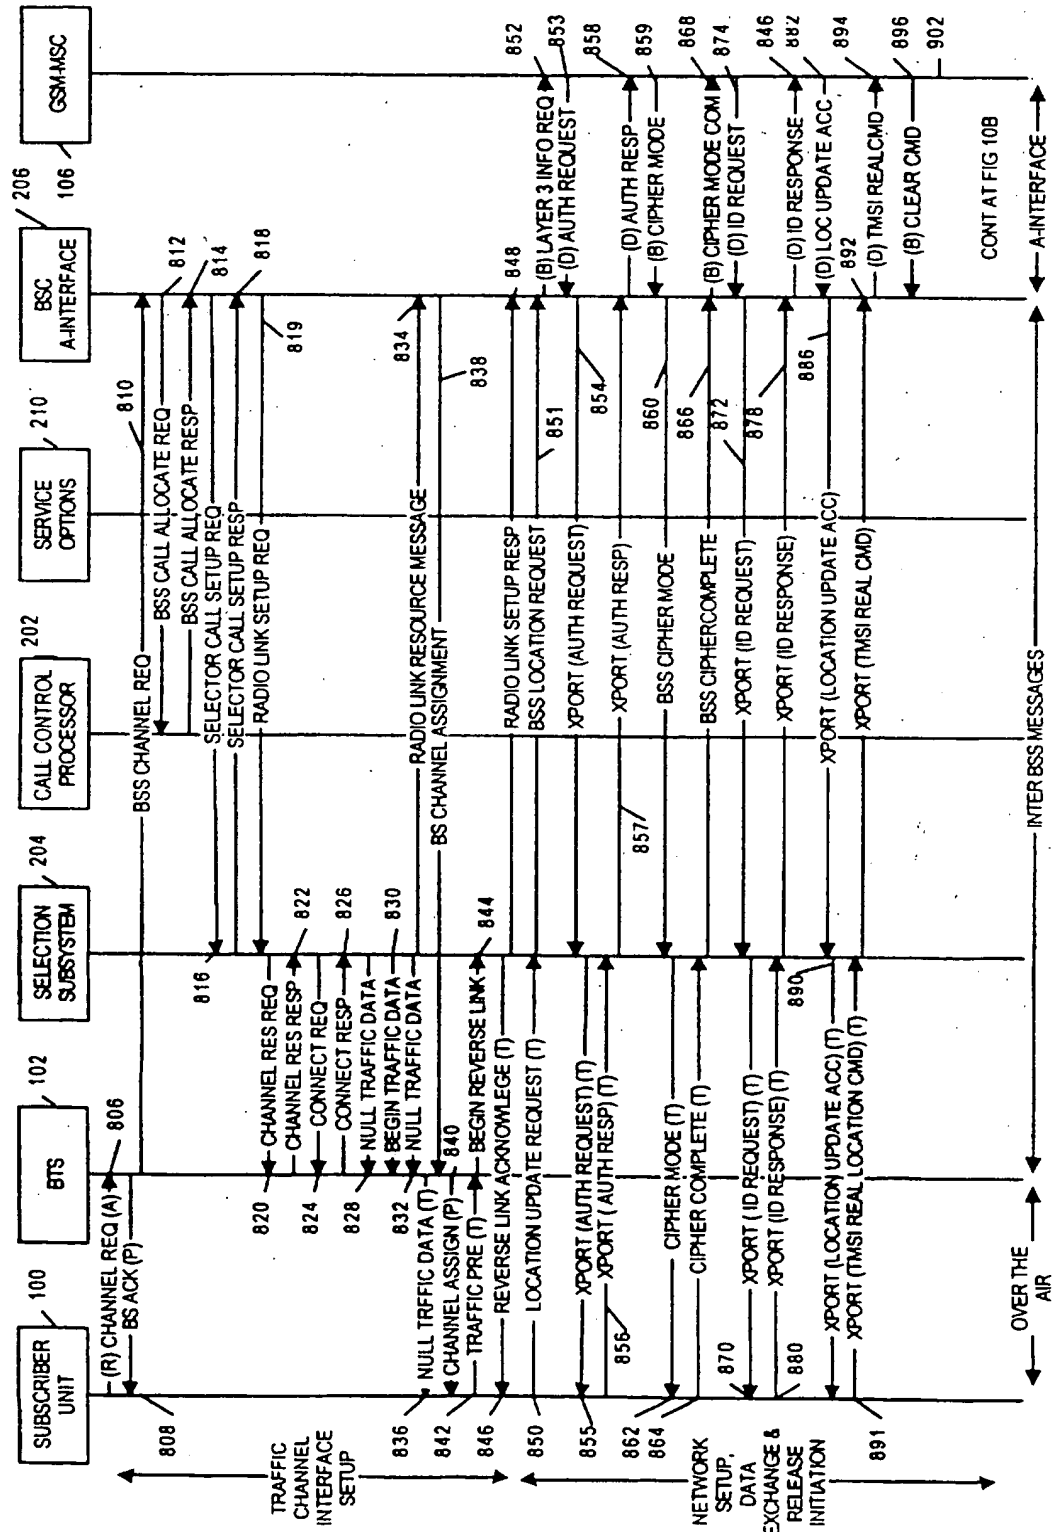 SUBSCRIBER
UNIT
100
BTS
102
SELECTION
SUBSYSTEM
204
CALL CONTROL
PROCESSOR
202
SERVICE
OPTIONS
210
BSC
A-INTERFACE
206
GSM-MSC
106
TRAFFIC
CHANNEL
INTERFACE
SETUP
(R) CHANNEL REQ (A)
806
BS ACK (P)
808
BSS CHANNEL REQ
810
BSS CALL ALLOCATE REQ
812
BSS CALL ALLOCATE RESP
814
SELECTOR CALL SETUP REQ
816
SELECTOR CALL SETUP RESP
818
RADIO LINK SETUP REQ
819
820
CHANNEL RES REQ
CHANNEL RES RESP
822
824
CONNECT REQ
CONNECT RESP
826
828
NULL TRAFFIC DATA
BEGIN TRAFFIC DATA
830
832
NULL TRAFFIC DATA
RADIO LINK RESOURCE MESSAGE
834
836
NULL TRFFIC DATA (T)
BS CHANNEL ASSIGNMENT
838
842
CHANNEL ASSIGN (P)
840
TRAFFIC PRE (T)
BEGIN REVERSE LINK
844
846
REVERSE LINK ACKNOWLEGE (T)
RADIO LINK SETUP RESP
848
NETWORK
SETUP,
DATA
EXCHANGE &
RELEASE
INITIATION
850
LOCATION UPDATE REQUEST (T)
BSS LOCATION REQUEST
851
(B) LAYER 3 INFO REQ
852
(D) AUTH REQUEST
853
XPORT (AUTH REQUEST)
854
855
XPORT (AUTH REQUEST) (T)
XPORT ( AUTH RESP) (T)
856
XPORT (AUTH RESP)
857
(D) AUTH RESP
858
(B) CIPHER MODE
859
BSS CIPHER MODE
860
862
CIPHER MODE (T)
864
CIPHER COMPLETE (T)
BSS CIPHERCOMPLETE
866
(B) CIPHER MODE COM
868
(D) ID REQUEST
874
XPORT (ID REQUEST)
872
870
XPORT ( ID REQUEST) (T)
XPORT (ID RESPONSE) (T)
880
XPORT (ID RESPONSE)
878
(D) ID RESPONSE
846
(D) LOC UPDATE ACC
882
XPORT (LOCATION UPDATE ACC)
886
890
XPORT (LOCATION UPDATE ACC) (T)
XPORT (TMSI REAL LOCATION CMD) (T)
891
XPORT (TMSI REAL CMD)
892
(D) TMSI REALCMD
894
(B) CLEAR CMD
896
902
CONT AT FIG 10B
OVER THE
AIR
INTER BSS MESSAGES
A-INTERFACE